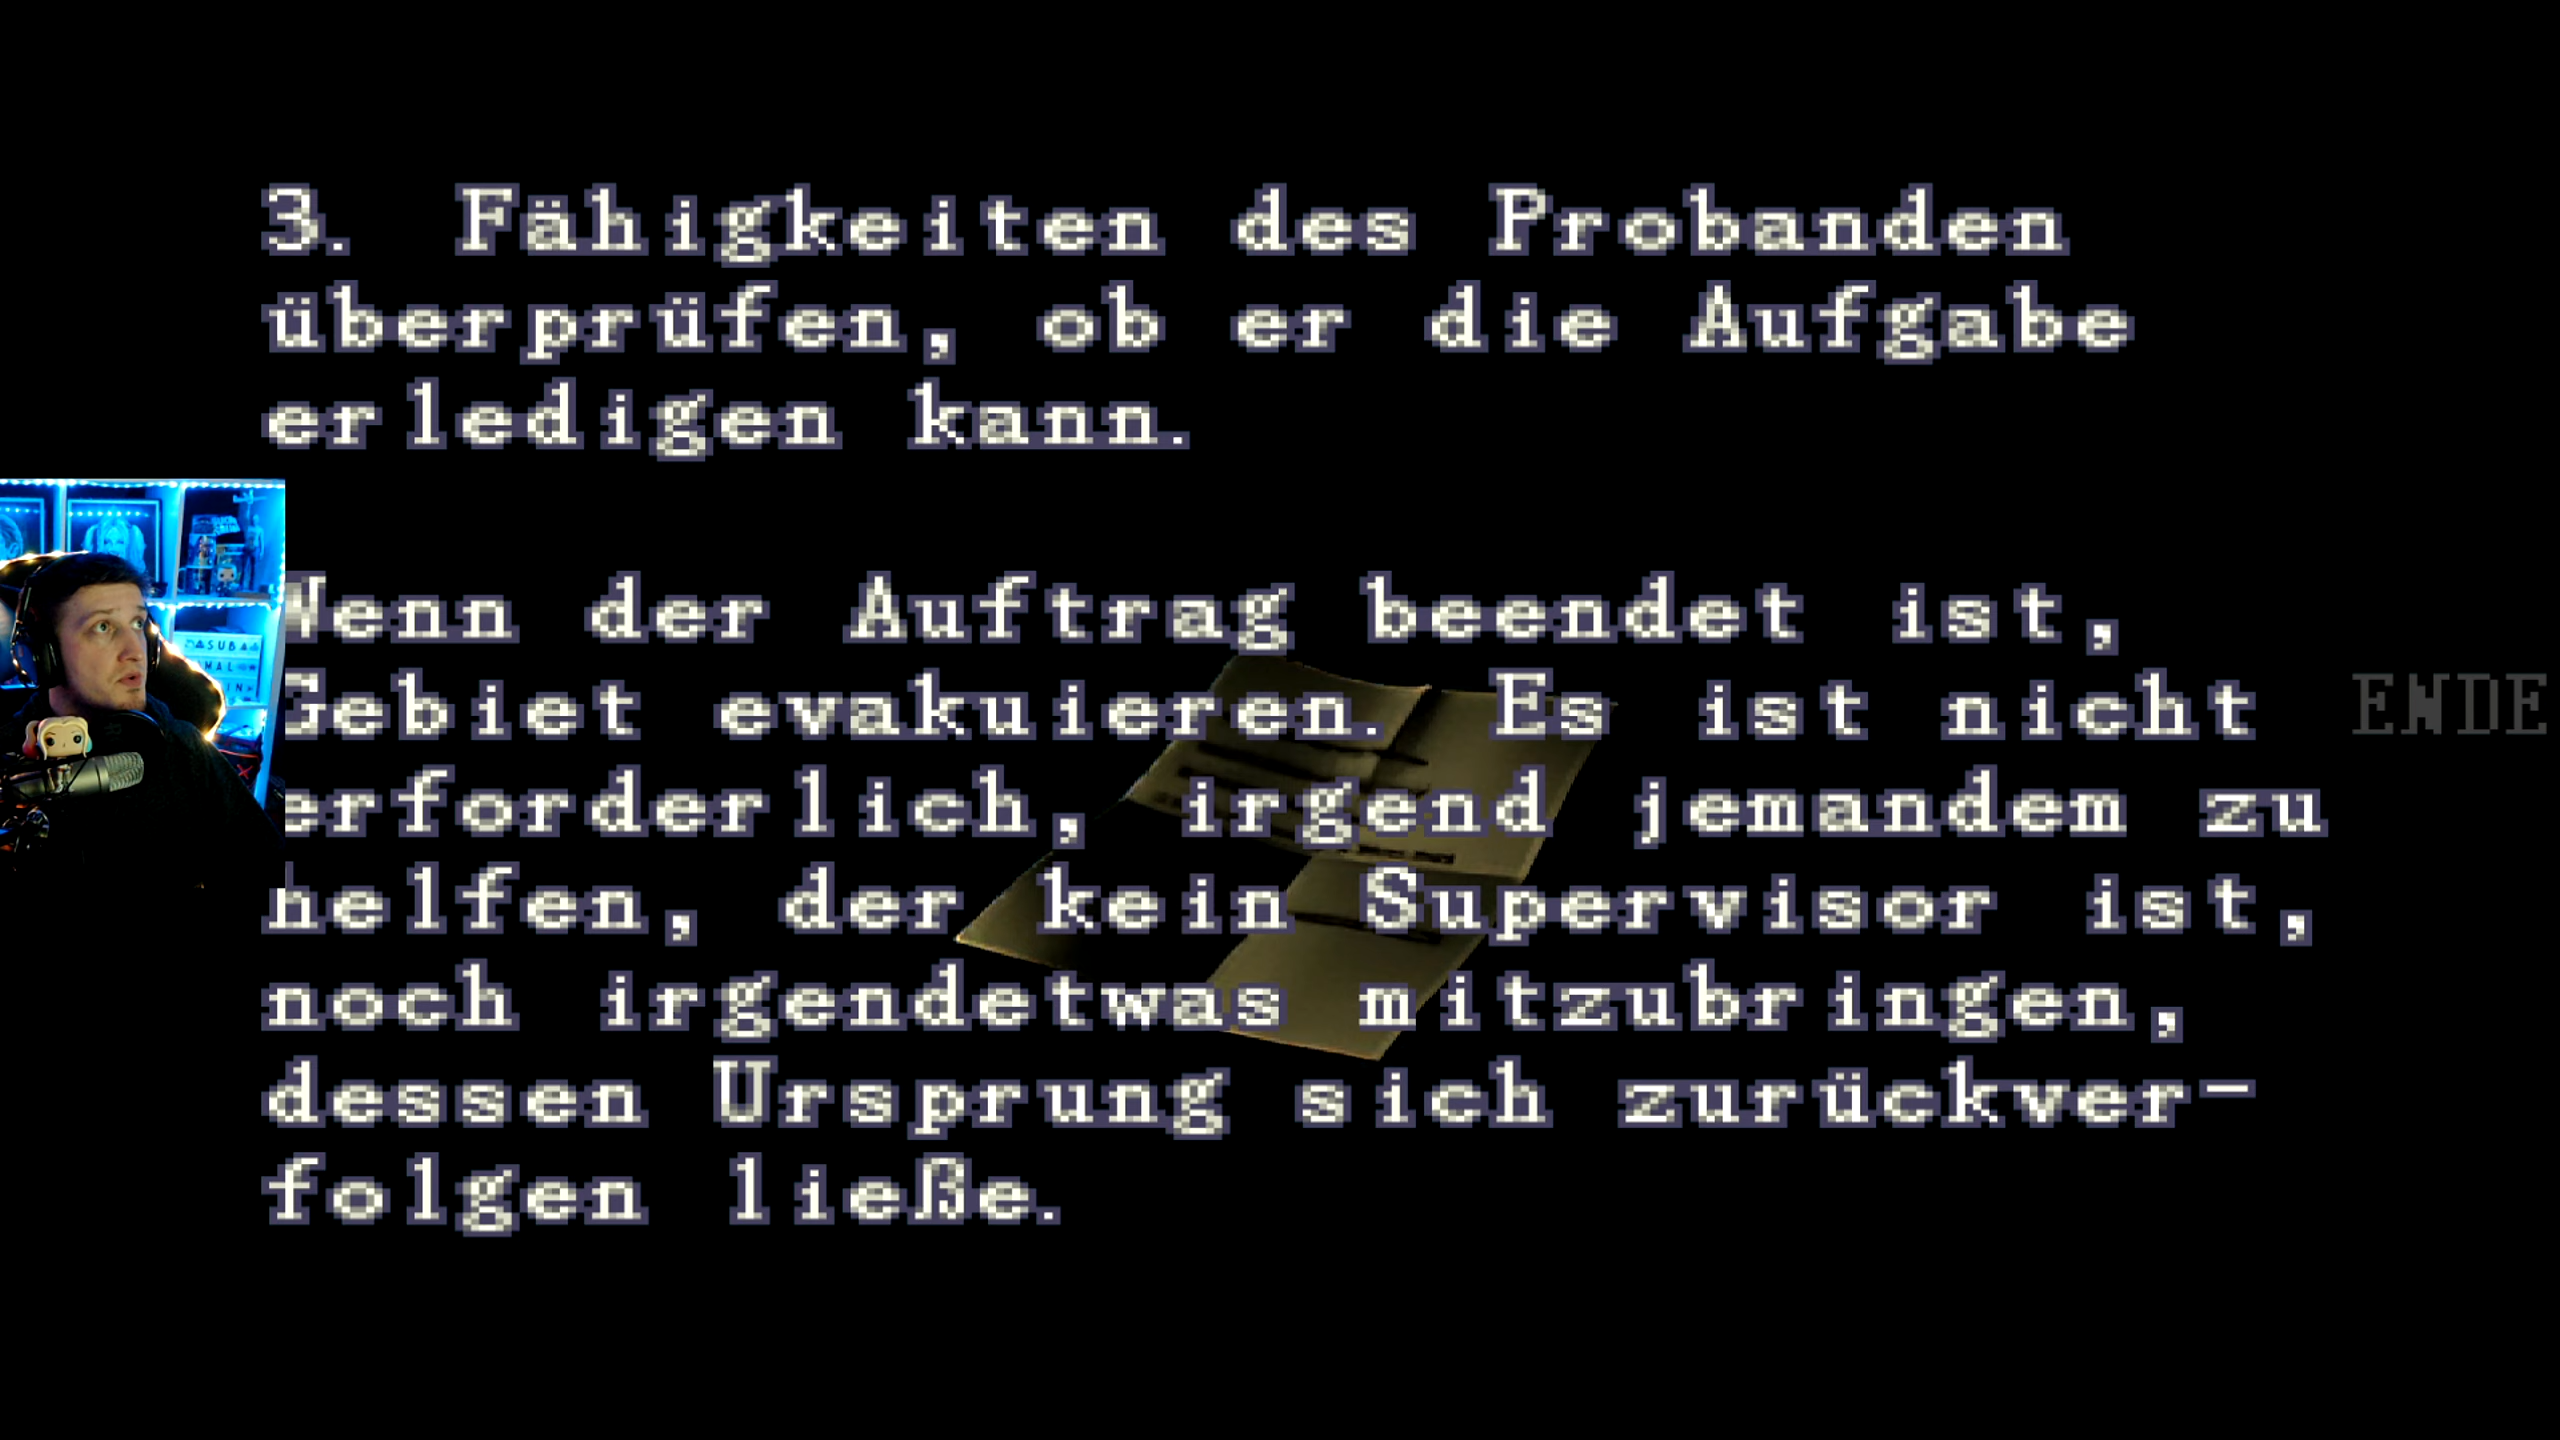 3. Fähigkeiten des Probanden
überprüfen, ob er die Aufgabe
erledigen kann.
Wenn der Auftrag beendet ist,
Gebiet evakuieren. Es ist nicht
erforderlich, irgend jemandem zu
helfen, der kein Supervisor ist,
noch irgendetwas mitzubringen,
dessen Ursprung sich zurückver-
folgen ließe.
ENDE